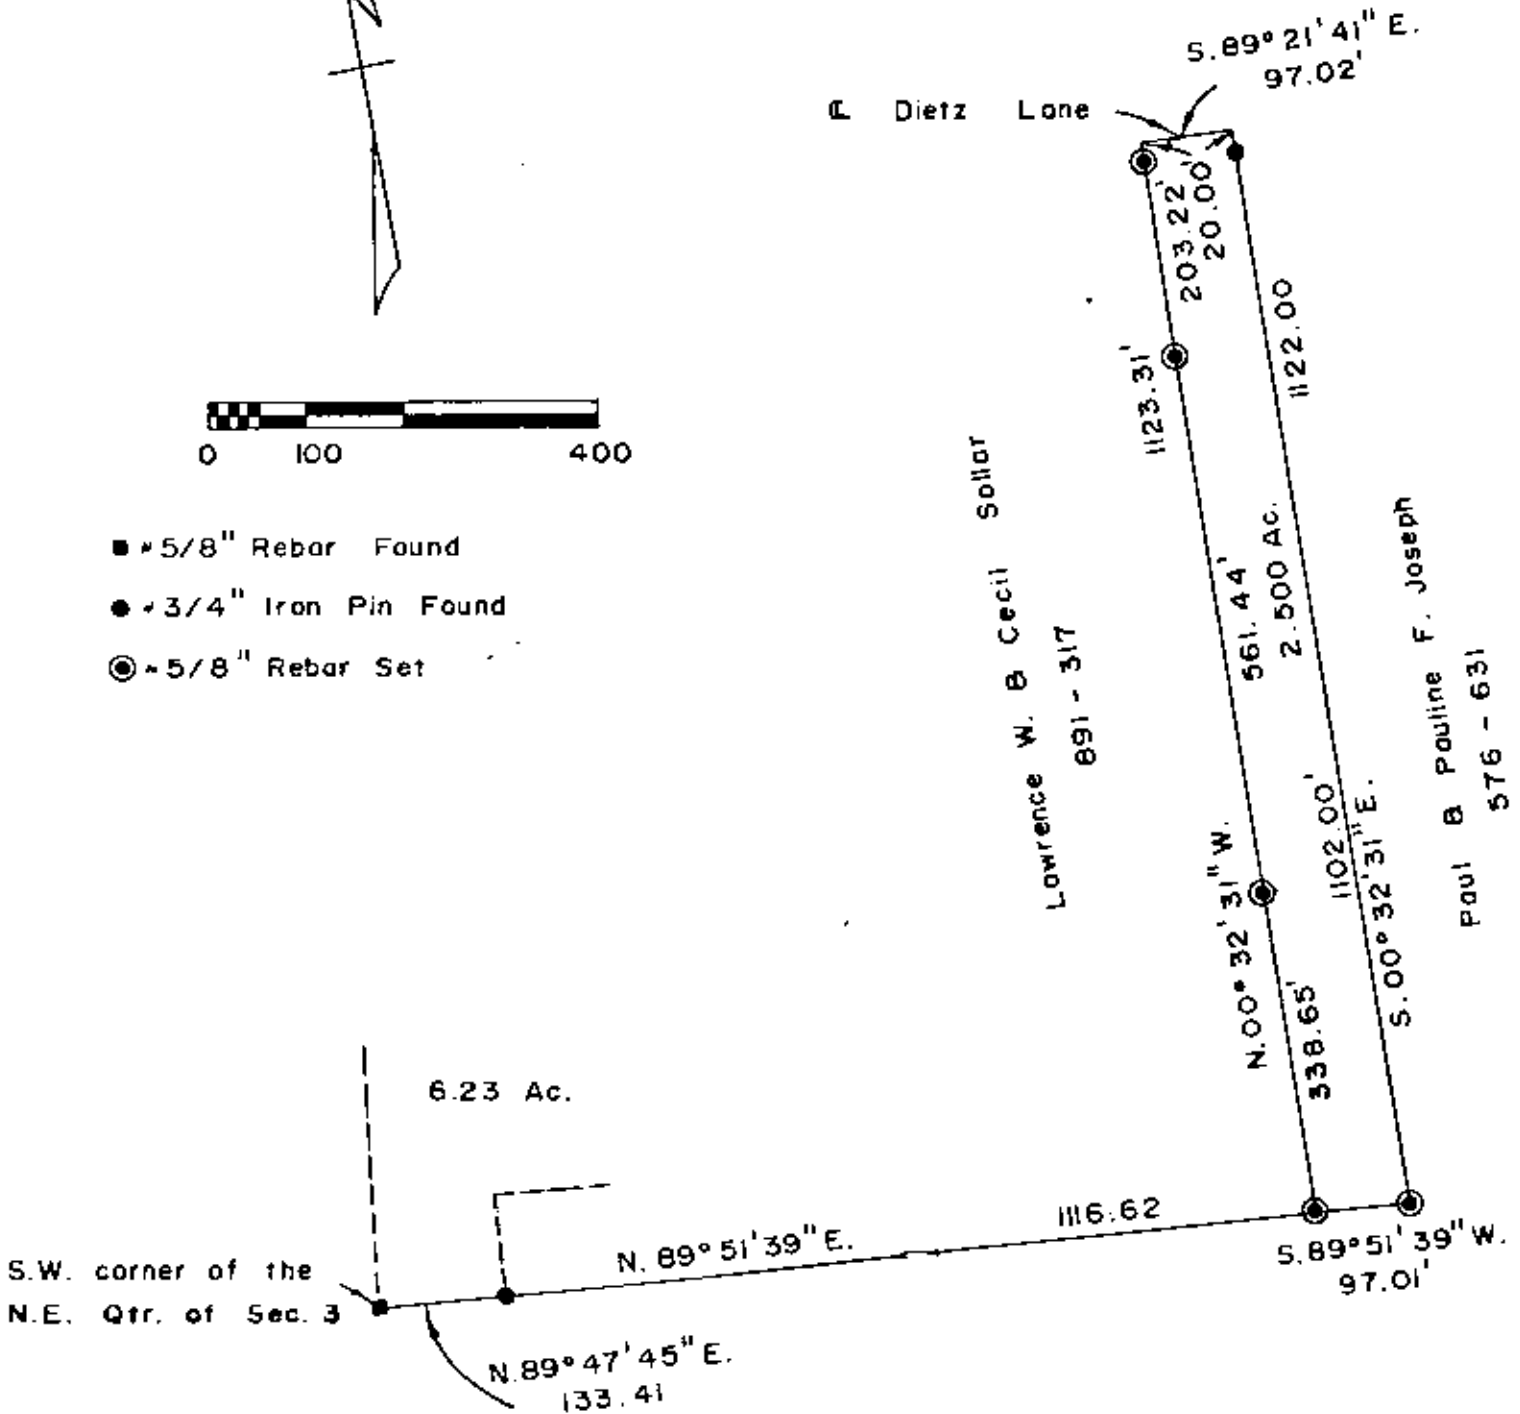 N
S.89°21'41" E.
97.02'
℄ Dietz Lane
203.22'
20.00'
1123.31'
1122.00
0 100 400
5/8" Rebar Found
3/4" Iron Pin Found
5/8" Rebar Set
Lawrence W. & Cecil Sollar
891 - 317
561.44'
2.500 Ac.
Paul & Pauline F. Joseph
576 - 631
N.00°32'31" W.
1102.00'
S.00°32'31" E.
338.65'
6.23 Ac.
1116.62
N. 89°51'39" E.
S.89°51'39" W.
97.01'
S.W. corner of the
N.E. Qtr. of Sec. 3
N.89°47'45" E.
133.41